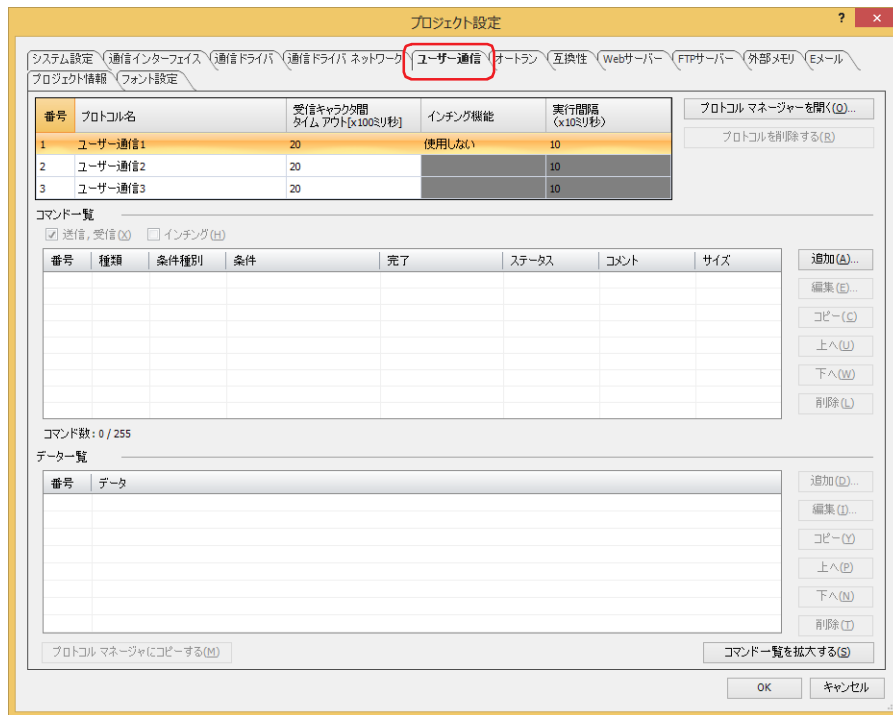 プロジェクト設定
? ×
システム設定 通信インターフェイス 通信ドライバ 通信ドライバ ネットワーク ユーザー通信 オートラン 互換性 Webサーバー FTPサーバー 外部メモリ Eメール
プロジェクト情報 フォント設定
番号 プロトコル名 受信キャラクタ間 タイム アウト[x100ミリ秒] インチング機能 実行間隔 (x10ミリ秒)
プロトコル マネージャーを開く(O)...
1 ユーザー通信1 20 使用しない 10
プロトコルを削除する(R)
2 ユーザー通信2 20 10
3 ユーザー通信3 20 10
コマンド一覧
送信, 受信(X) インチング(H)
番号 種類 条件種別 条件 完了 ステータス コメント サイズ
追加(A)...
編集(E)...
コピー(C)
上へ(U)
下へ(W)
削除(L)
コマンド数 : 0 / 255
データ一覧
番号 データ
追加(D)...
編集(I)...
コピー(Y)
上へ(P)
下へ(N)
削除(T)
プロトコル マネージャにコピーする(M)
コマンド一覧を拡大する(S)
OK キャンセル